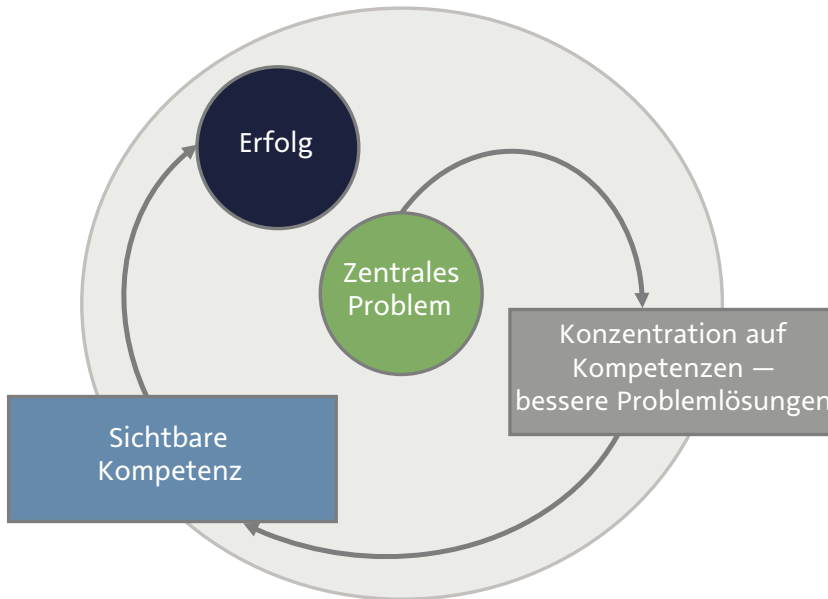 Erfolg
Zentrales
Problem
Konzentration auf
Kompetenzen —
bessere Problemlösungen
Sichtbare
Kompetenz